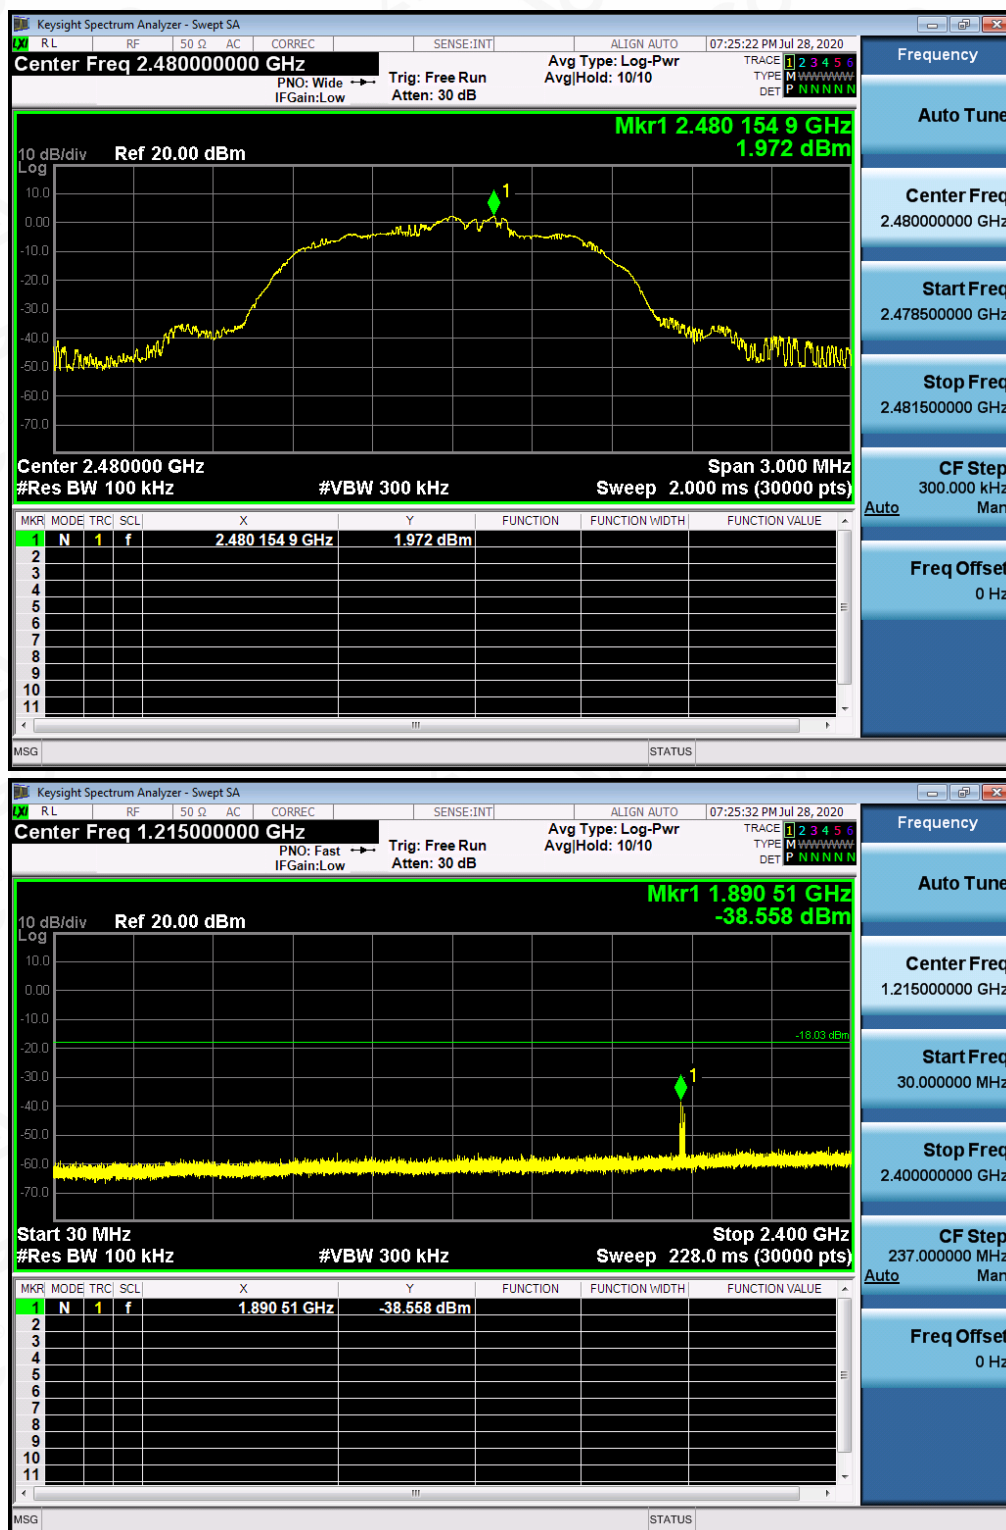 Keysight Spectrum Analyzer - Swept SA
LXI RL RF 50 Ω AC CORREC SENSE:INT ALIGN AUTO 07:25:22 PM Jul 28, 2020
Center Freq 2.480000000 GHz
PNO: Wide
IFGain:Low
Trig: Free Run
Atten: 30 dB
Avg Type: Log-Pwr
Avg|Hold: 10/10
TRACE 1 2 3 4 5 6
TYPE M WWWWW
DET P N N N N N
Mkr1 2.480 154 9 GHz
1.972 dBm
10 dB/div Ref 20.00 dBm
Log
10.0
0.00
-10.0
-20.0
-30.0
-40.0
-50.0
-60.0
-70.0
1
Center 2.480000 GHz Span 3.000 MHz
#Res BW 100 kHz #VBW 300 kHz Sweep 2.000 ms (30000 pts)
MKR MODE TRC SCL X Y FUNCTION FUNCTION WIDTH FUNCTION VALUE
1 N 1 f 2.480 154 9 GHz 1.972 dBm
2
3
4
5
6
7
8
9
10
11
MSG STATUS
Frequency
Auto Tune
Center Freq
2.480000000 GHz
Start Freq
2.478500000 GHz
Stop Freq
2.481500000 GHz
CF Step
300.000 kHz
Auto Man
Freq Offset
0 Hz
Keysight Spectrum Analyzer - Swept SA
LXI RL RF 50 Ω AC CORREC SENSE:INT ALIGN AUTO 07:25:32 PM Jul 28, 2020
Center Freq 1.215000000 GHz
PNO: Fast
IFGain:Low
Trig: Free Run
Atten: 30 dB
Avg Type: Log-Pwr
Avg|Hold: 10/10
TRACE 1 2 3 4 5 6
TYPE M WWWWW
DET P N N N N N
Mkr1 1.890 51 GHz
-38.558 dBm
10 dB/div Ref 20.00 dBm
Log
10.0
0.00
-10.0
-20.0
-30.0
-40.0
-50.0
-60.0
-70.0
-18.03 dBm
1
Start 30 MHz Stop 2.400 GHz
#Res BW 100 kHz #VBW 300 kHz Sweep 228.0 ms (30000 pts)
MKR MODE TRC SCL X Y FUNCTION FUNCTION WIDTH FUNCTION VALUE
1 N 1 f 1.890 51 GHz -38.558 dBm
2
3
4
5
6
7
8
9
10
11
MSG STATUS
Frequency
Auto Tune
Center Freq
1.215000000 GHz
Start Freq
30.000000 MHz
Stop Freq
2.400000000 GHz
CF Step
237.000000 MHz
Auto Man
Freq Offset
0 Hz